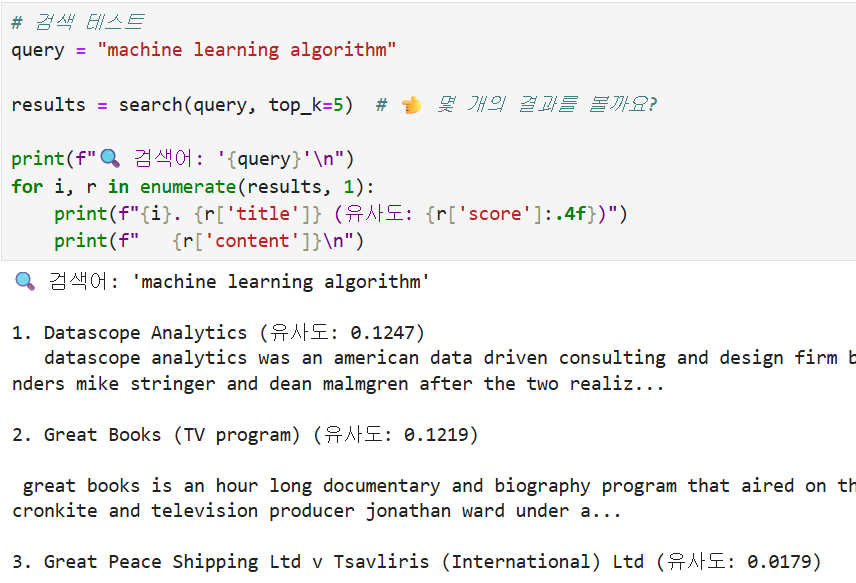 # 검색 테스트
query = "machine learning algorithm"
results = search(query, top_k=5)  # 👈 몇 개의 결과를 볼까요?
print(f"🔍 검색어: '{query}'\n")
for i, r in enumerate(results, 1):
    print(f"{i}. {r['title']} (유사도: {r['score']:.4f})")
    print(f"   {r['content']}\n")
🔍 검색어: 'machine learning algorithm'
1. Datascope Analytics (유사도: 0.1247)
   datascope analytics was an american data driven consulting and design firm b
nders mike stringer and dean malmgren after the two realiz...
2. Great Books (TV program) (유사도: 0.1219)
 great books is an hour long documentary and biography program that aired on th
cronkite and television producer jonathan ward under a...
3. Great Peace Shipping Ltd v Tsavliris (International) Ltd (유사도: 0.0179)